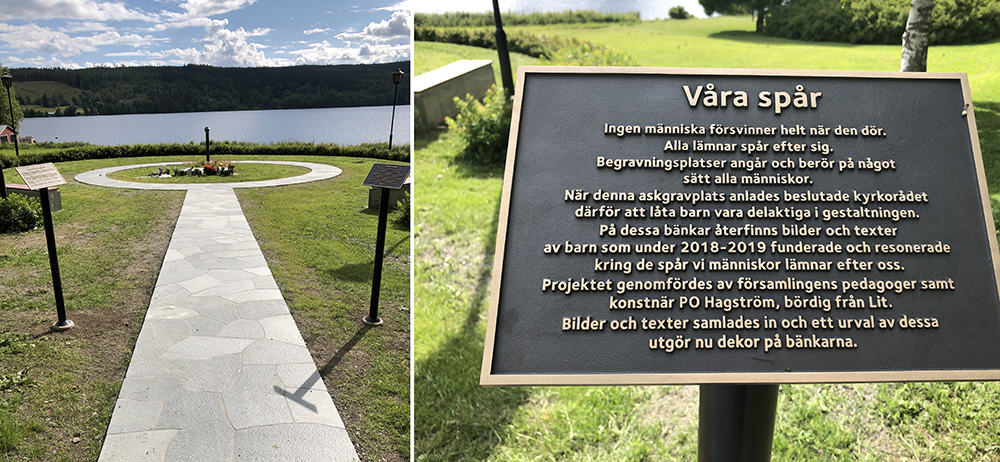 Våra spår
Ingen människa försvinner helt när den dör.
Alla lämnar spår efter sig.
Begravningsplatser angår och berör på något
sätt alla människor.
När denna askgravplats anlades beslutade kyrkorådet
därför att låta barn vara delaktiga i gestaltningen.
På dessa bänkar återfinns bilder och texter
av barn som under 2018-2019 funderade och resonerade
kring de spår vi människor lämnar efter oss.
Projektet genomfördes av församlingens pedagoger samt
konstnär PO Hagström, bördig från Lit.
Bilder och texter samlades in och ett urval av dessa
utgör nu dekor på bänkarna.